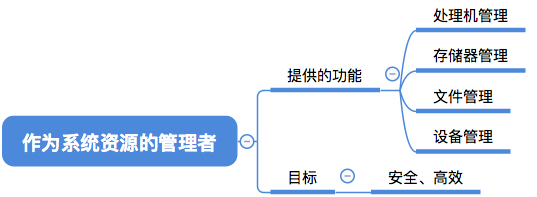 作为系统资源的管理者
提供的功能
处理机管理
存储器管理
文件管理
设备管理
目标
安全、高效